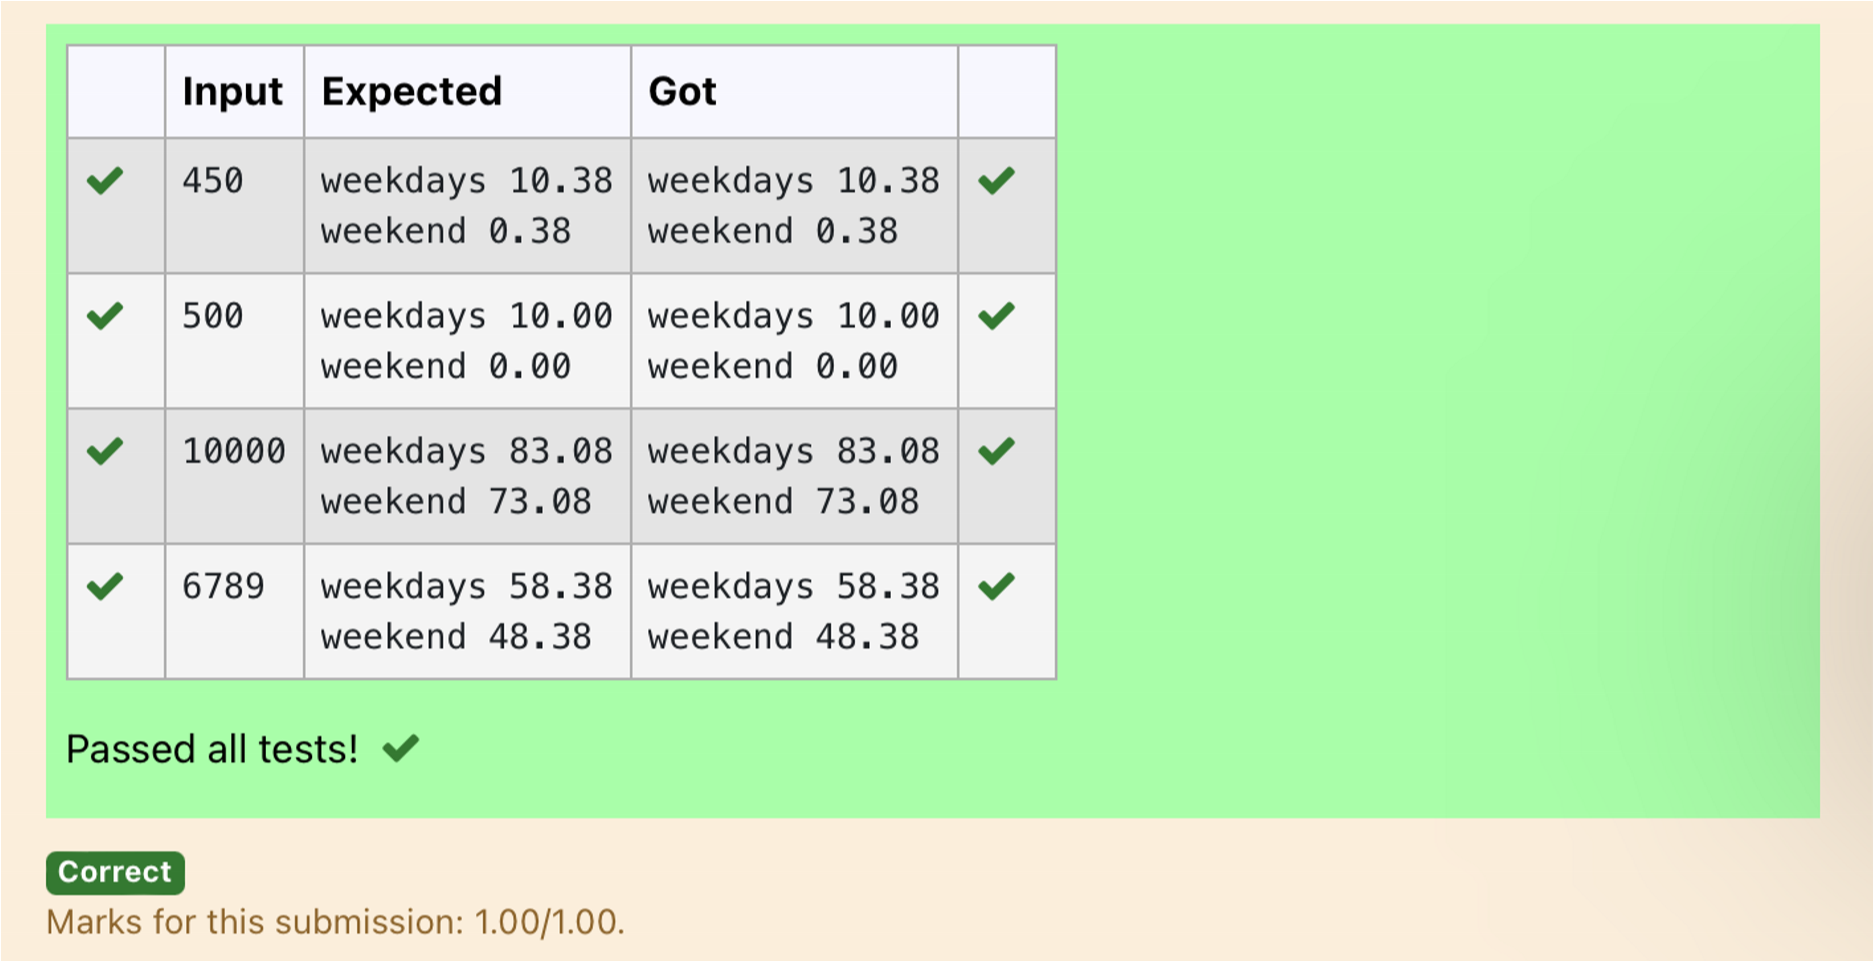 Input Expected Got
450 weekdays 10.38 weekdays 10.38
weekend 0.38 weekend 0.38
500 weekdays 10.00 weekdays 10.00
weekend 0.00 weekend 0.00
10000 weekdays 83.08 weekdays 83.08
weekend 73.08 weekend 73.08
6789 weekdays 58.38 weekdays 58.38
weekend 48.38 weekend 48.38
Passed all tests!
Correct
Marks for this submission: 1.00/1.00.